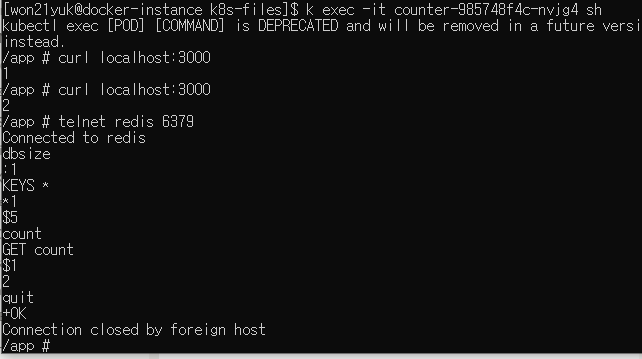 [won21yuk@docker-instance k8s-files]$ k exec -it counter-985748f4c-nvjg4 sh
kubectl exec [POD] [COMMAND] is DEPRECATED and will be removed in a future versi
instead.
/app # curl localhost:3000
1
/app # curl localhost:3000
2
/app # telnet redis 6379
Connected to redis
dbsize
:1
KEYS *
*1
$5
count
GET count
$1
2
quit
+OK
Connection closed by foreign host
/app #